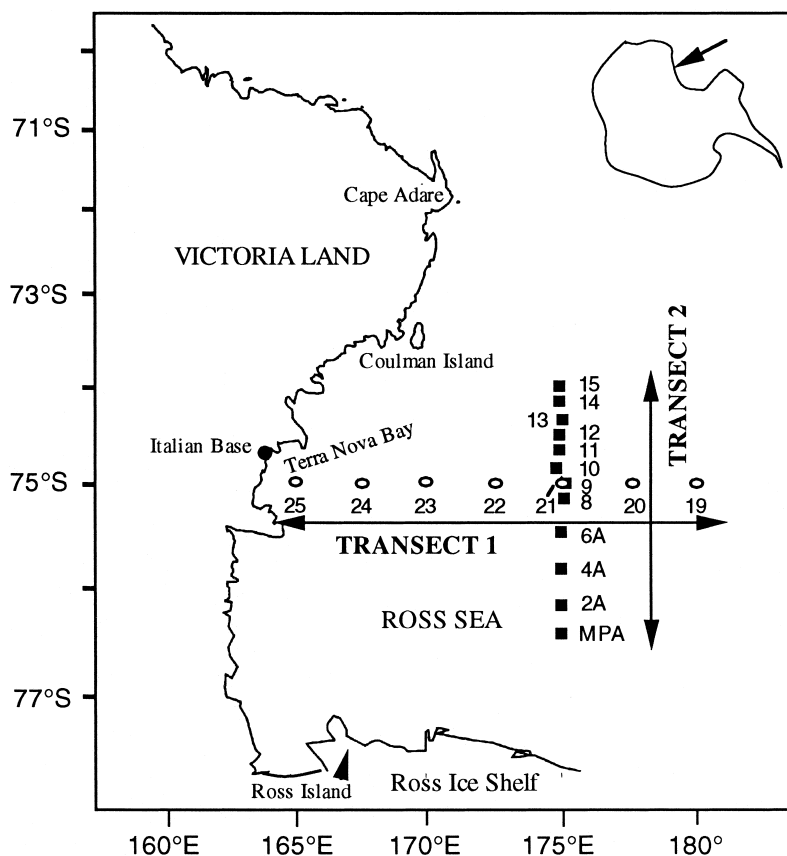 71°S
Cape Adare
VICTORIA LAND
73°S
TRANSECT 2
Coulman Island
15
14
13
12
11
10
9
8
Italian Base
Terra Nova Bay
75°S
25
24
23
22
21
20
19
TRANSECT 1
6A
4A
2A
MPA
ROSS SEA
77°S
Ross Island
Ross Ice Shelf
160°E
165°E
170°E
175°E
180°